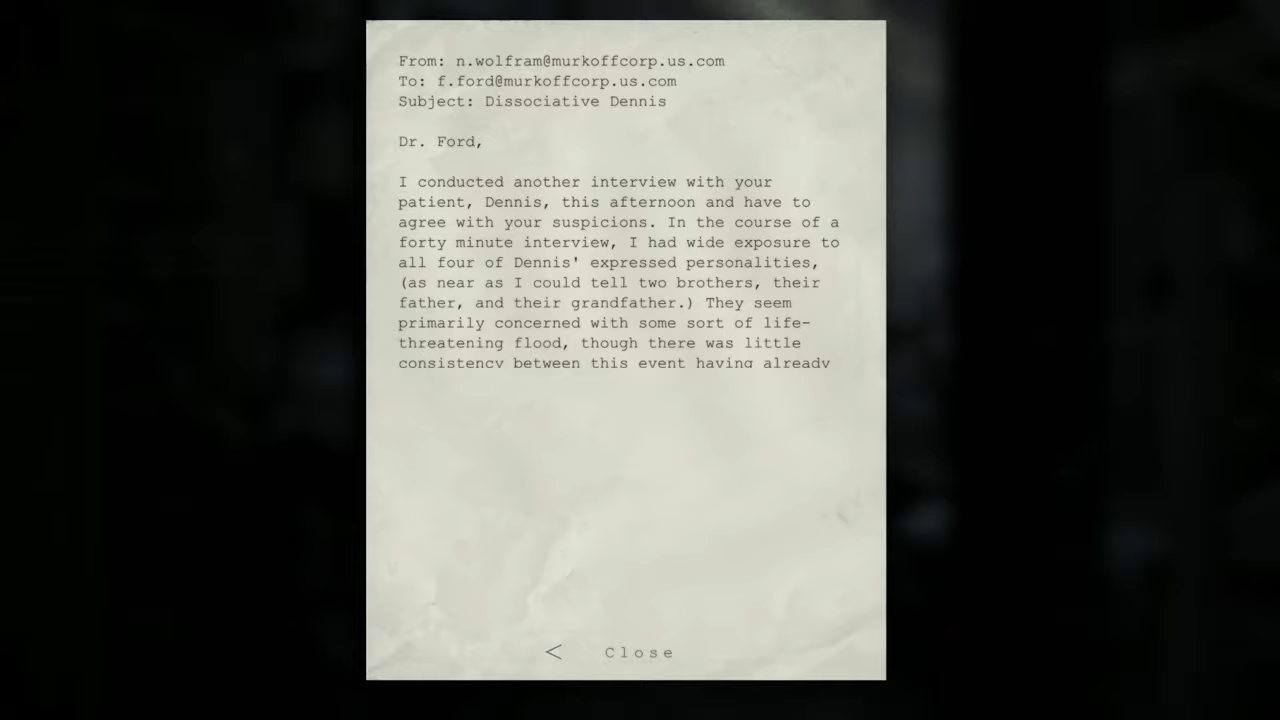 From: n.wolfram@murkoffcorp.us.com
To: f.ford@murkoffcorp.us.com
Subject: Dissociative Dennis
Dr. Ford,
I conducted another interview with your
patient, Dennis, this afternoon and have to
agree with your suspicions. In the course of a
forty minute interview, I had wide exposure to
all four of Dennis' expressed personalities,
(as near as I could tell two brothers, their
father, and their grandfather.) They seem
primarily concerned with some sort of life-
threatening flood, though there was little
consistency between this event having already
< Close